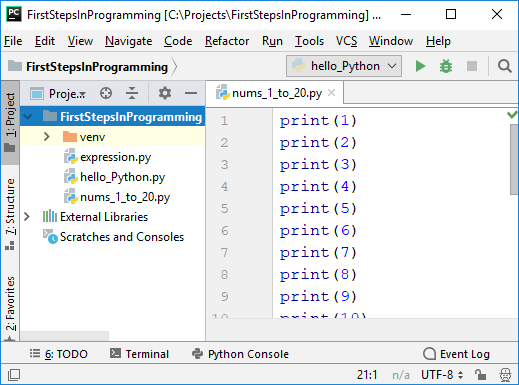 FirstStepsInProgramming [C:\Projects\FirstStepsInProgramming]
File Edit View Navigate Code Refactor Run Tools VCS Window Help
FirstStepsInProgramming hello_Python
1: Project
Proje..
nums_1_to_20.py
FirstStepsInProgramming
venv
expression.py
hello_Python.py
nums_1_to_20.py
External Libraries
Scratches and Consoles
7: Structure
2: Favorites
1 print(1)
2 print(2)
3 print(3)
4 print(4)
5 print(5)
6 print(6)
7 print(7)
8 print(8)
9 print(9)
10 print(10)
6: TODO Terminal Python Console Event Log
21:1 n/a UTF-8